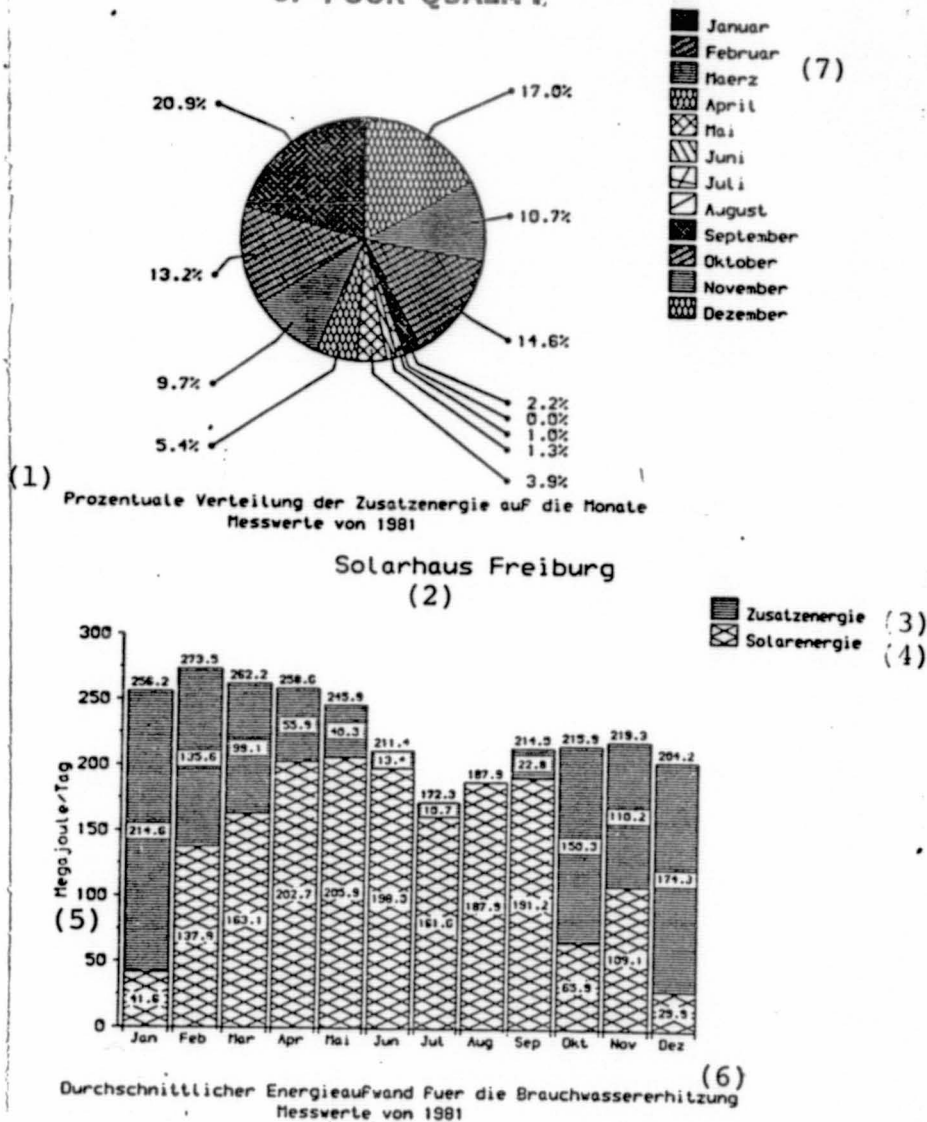 OF POOR QUALITY
Januar
Februar
Maerz
(7)
April
Mai
Juni
Juli
August
September
Oktober
November
Dezember
20.9%
17.0%
10.7%
13.2%
14.6%
9.7%
2.2%
0.0%
1.0%
5.4%
1.3%
3.9%
(1)
Prozentuale Verteilung der Zusatzenergie auf die Monate
Messwerte von 1981
Solarhaus Freiburg
(2)
Zusatzenergie (3)
Solarenergie (4)
Megajoule/Tag
(5)
300
250
200
150
100
50
0
256.2
273.5
262.2
258.6
245.9
211.4
172.3
187.9
214.9
215.9
219.3
204.2
214.6
135.6
99.1
55.9
40.3
13.4
10.7
22.8
150.3
110.2
174.3
41.6
137.9
163.1
202.7
205.9
198.0
161.6
187.9
191.2
65.9
109.1
29.9
Jan Feb Mar Apr Mai Jun Jul Aug Sep Okt Nov Dez
(6)
Durchschnittlicher Energieaufwand fuer die Brauchwassererhitzung
Messwerte von 1981